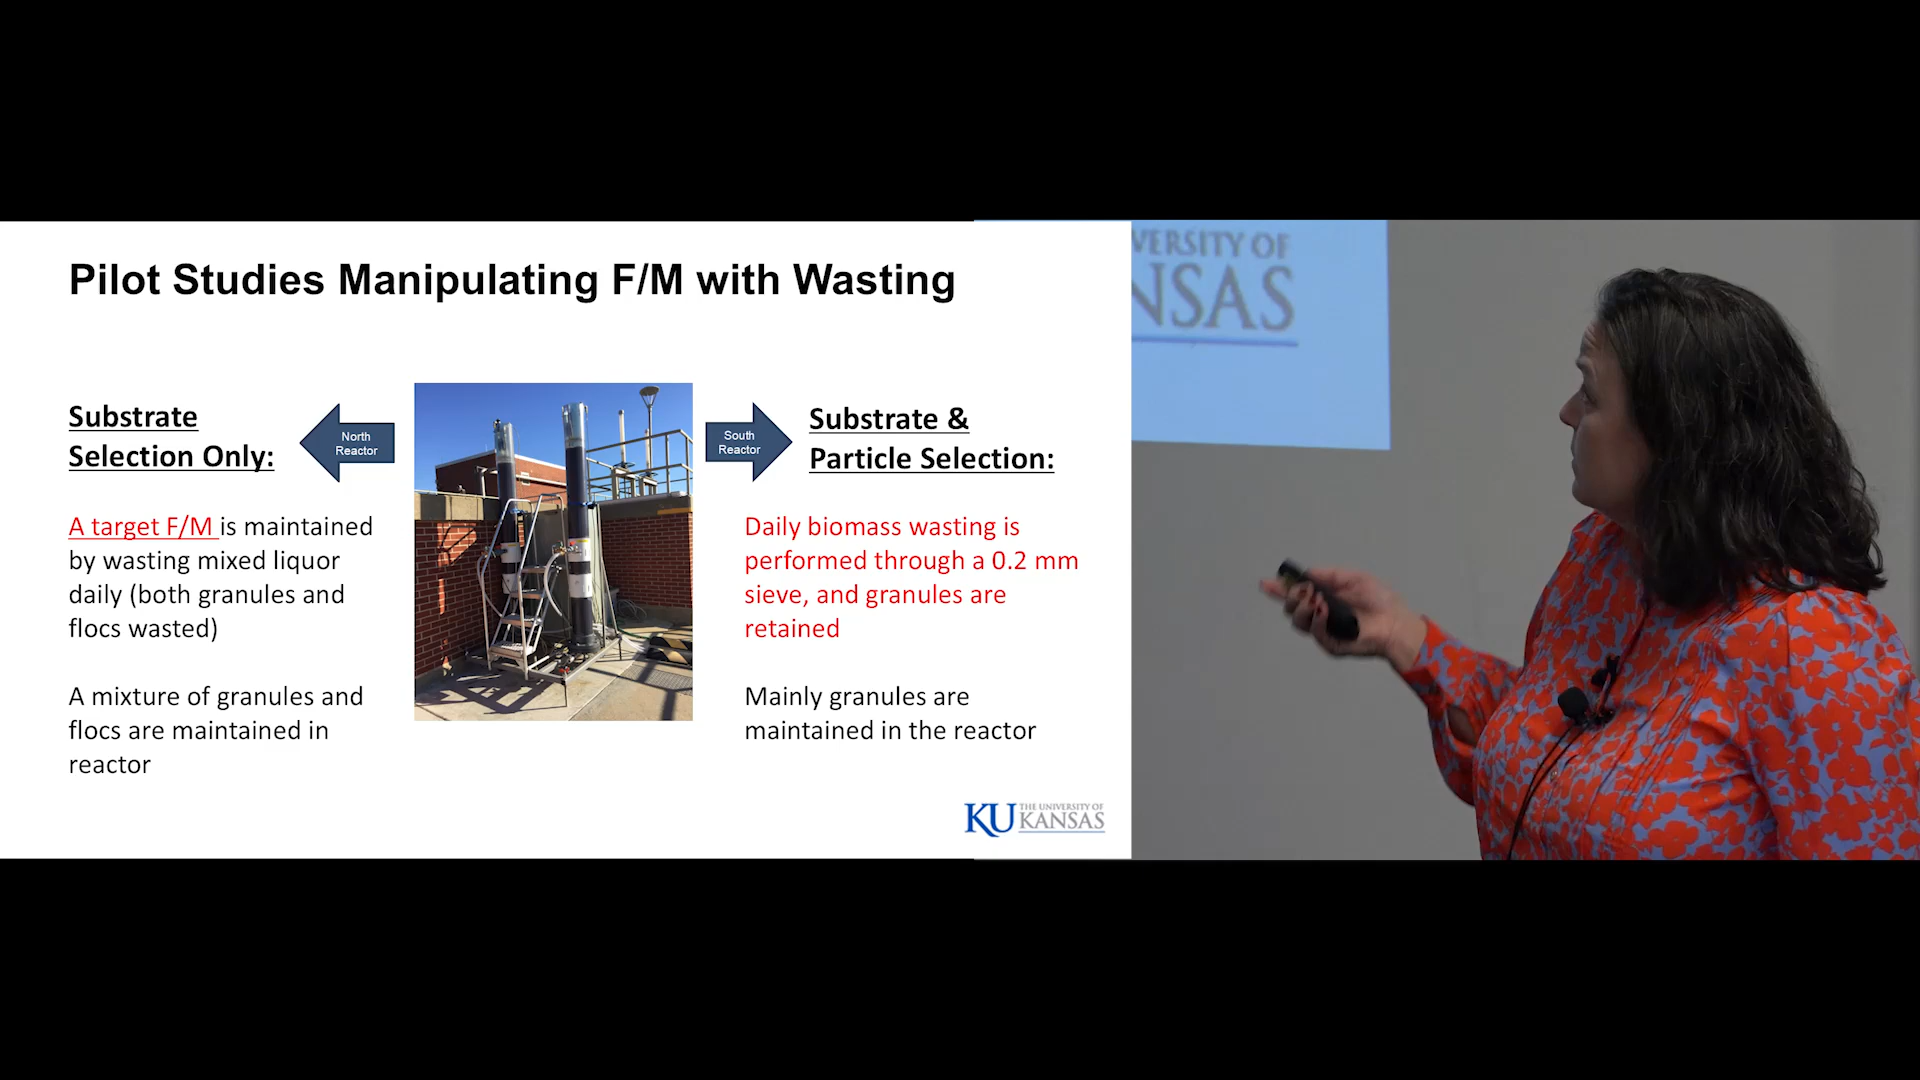 Pilot Studies Manipulating F/M with Wasting
Substrate
Selection Only:
North
Reactor
A target F/M is maintained
by wasting mixed liquor
daily (both granules and
flocs wasted)
A mixture of granules and
flocs are maintained in
reactor
South
Reactor
Substrate &
Particle Selection:
Daily biomass wasting is
performed through a 0.2 mm
sieve, and granules are
retained
Mainly granules are
maintained in the reactor
KU THE UNIVERSITY OF
KANSAS
VERSITY OF
NSAS